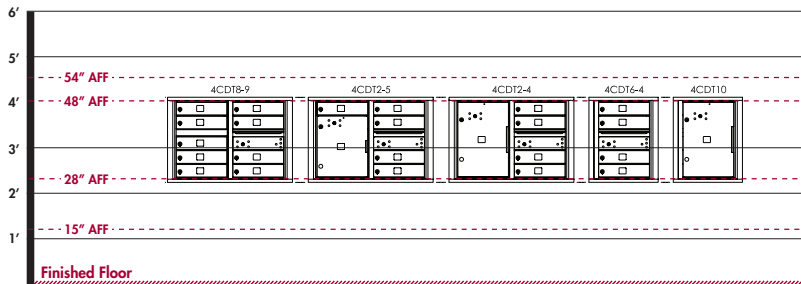 6’
5’
54” AFF
4CDT8-9 4CDT2-5 4CDT2-4 4CDT6-4 4CDT10
48” AFF
4’
3’
28” AFF
2’
15” AFF
1’
Finished Floor